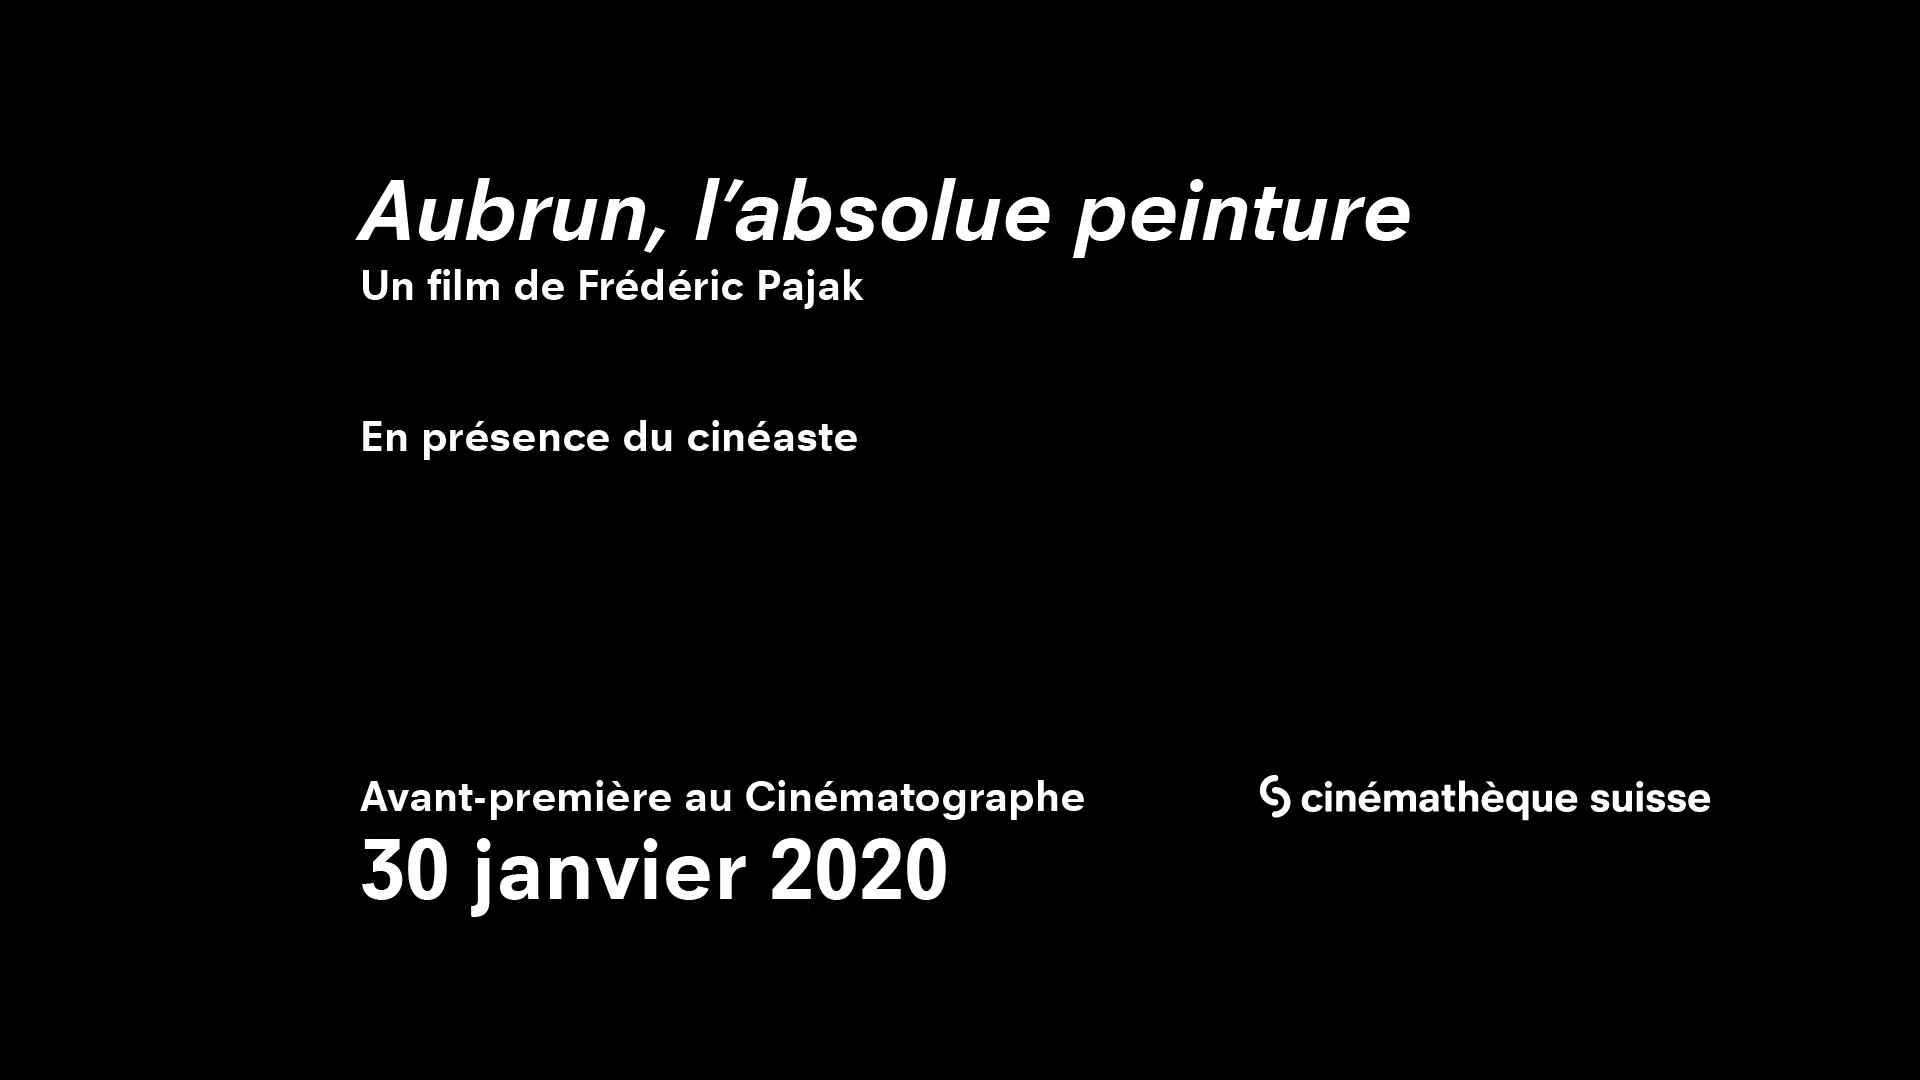 Aubrun, l’absolue peinture
Un film de Frédéric Pajak
En présence du cinéaste
Avant-première au Cinématographe
30 janvier 2020
cinémathèque suisse